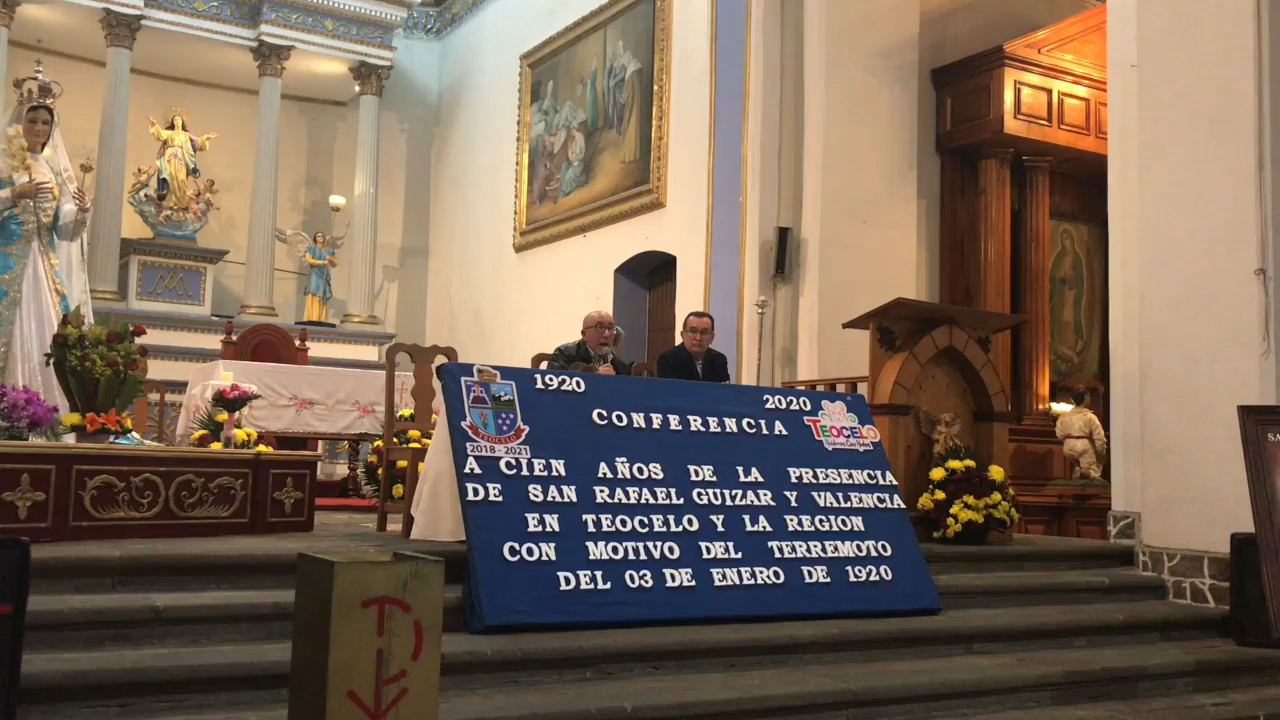 1920
2020
CONFERENCIA
TEOCELO
2018 - 2021
TEOCELO
A CIEN AÑOS DE LA PRESENCIA
DE SAN RAFAEL GUIZAR Y VALENCIA
EN TEOCELO Y LA REGION
CON MOTIVO DEL TERREMOTO
DEL 03 DE ENERO DE 1920
SA